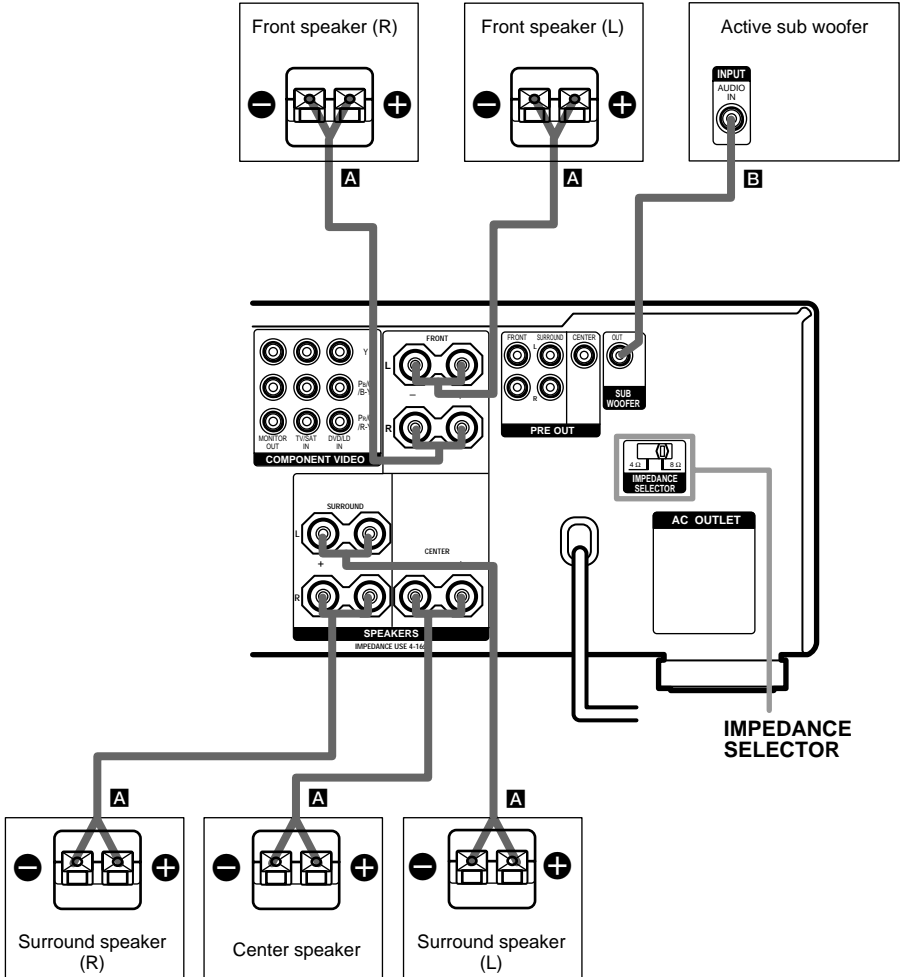 Front speaker (R)
Front speaker (L)
Active sub woofer
INPUT
AUDIO
IN
A
A
B
FRONT
L
R
Y
/B-Y
/R-Y
MONITOR
OUT
TV/SAT
IN
DVD/LD
IN
COMPONENT VIDEO
FRONT
SURROUND
CENTER
L
R
PRE OUT
OUT
SUB
WOOFER
4 Ω
8 Ω
IMPEDANCE
SELECTOR
AC OUTLET
SURROUND
L
R
+
CENTER
SPEAKERS
IMPEDANCE USE
IMPEDANCE
SELECTOR
A
A
A
Surround speaker
(R)
Center speaker
Surround speaker
(L)